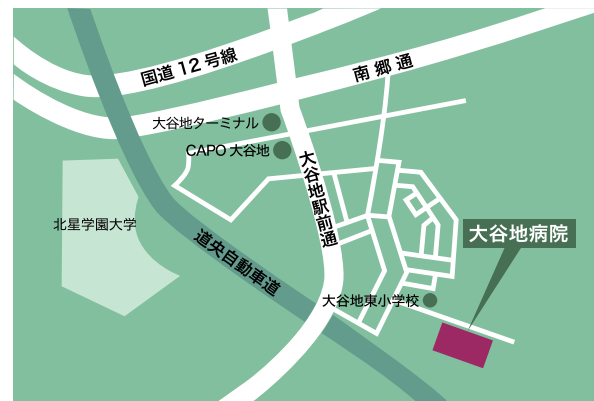 国道12号線
南郷通
大谷地ターミナル
CAPO 大谷地
大谷地駅前通
北星学園大学
道央自動車道
大谷地病院
大谷地東小学校